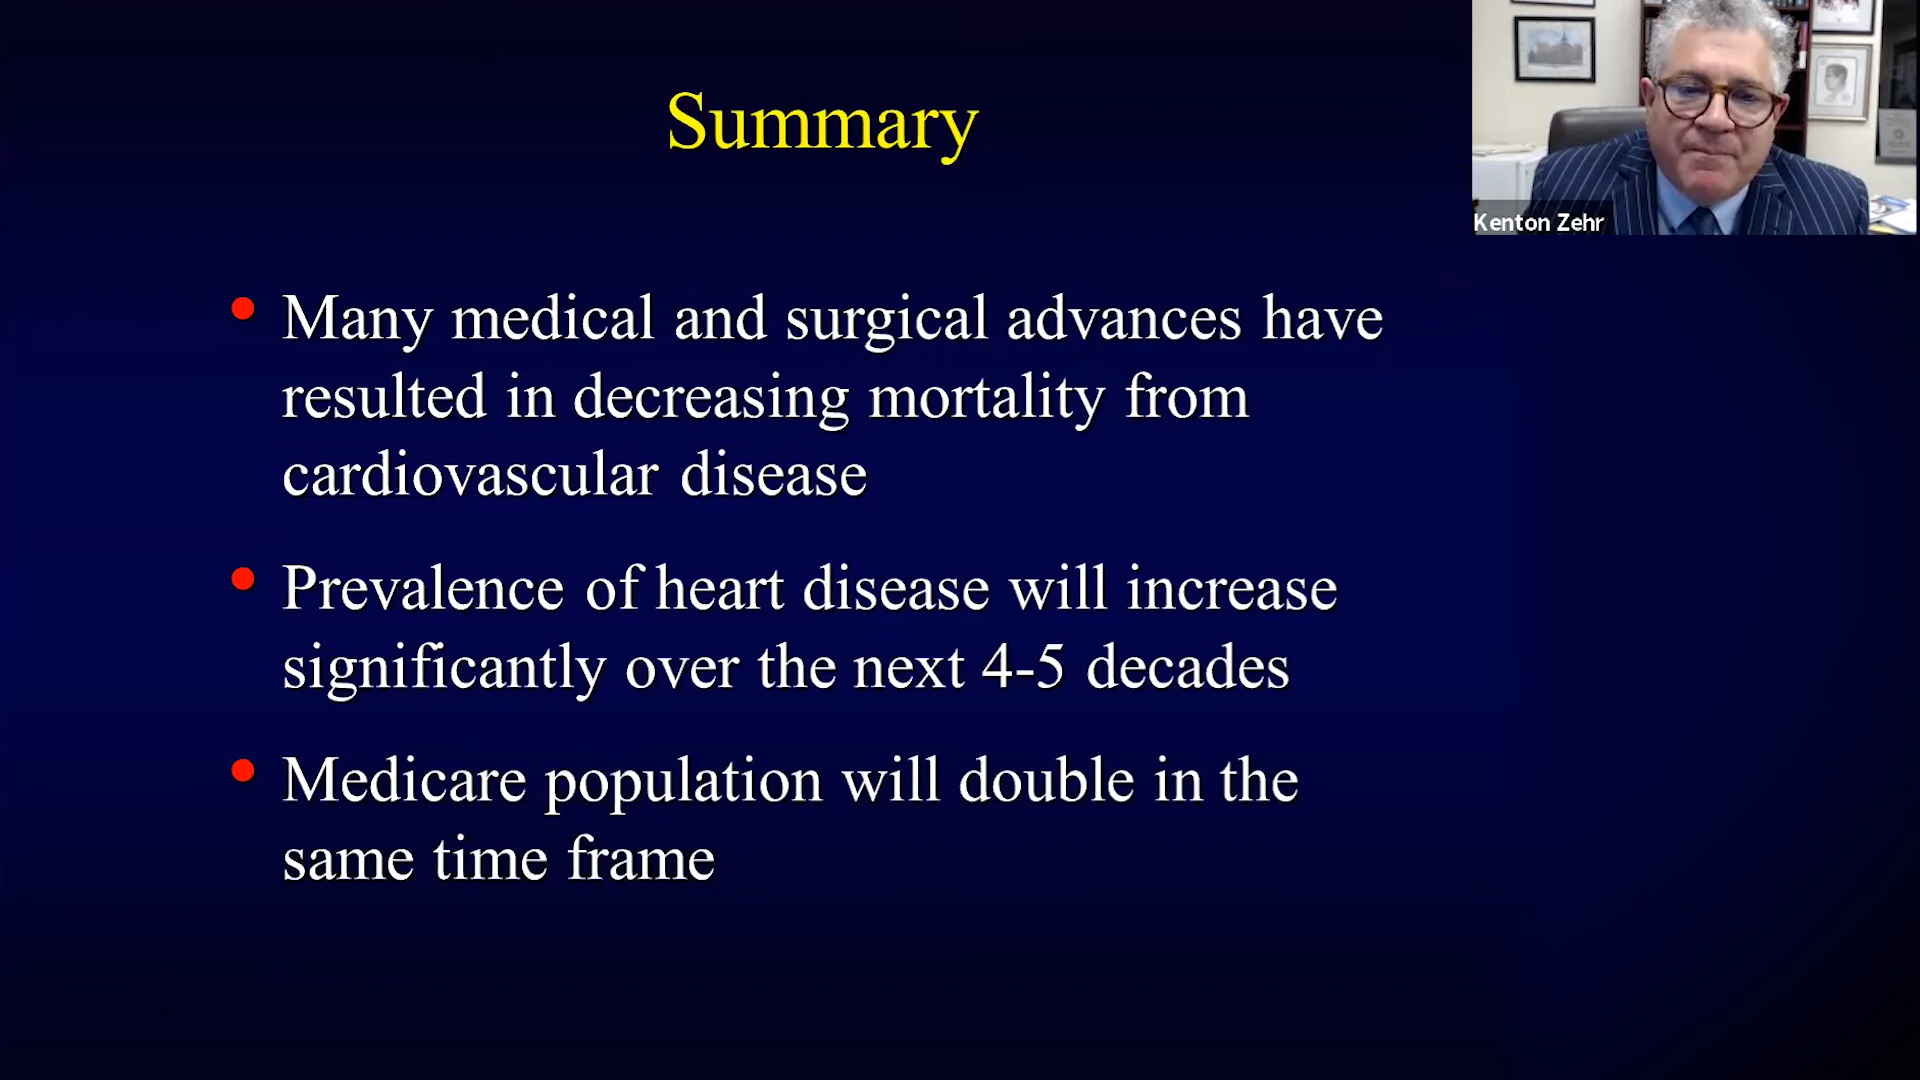 Summary
Kenton Zehr
• Many medical and surgical advances have
resulted in decreasing mortality from
cardiovascular disease
• Prevalence of heart disease will increase
significantly over the next 4-5 decades
• Medicare population will double in the
same time frame